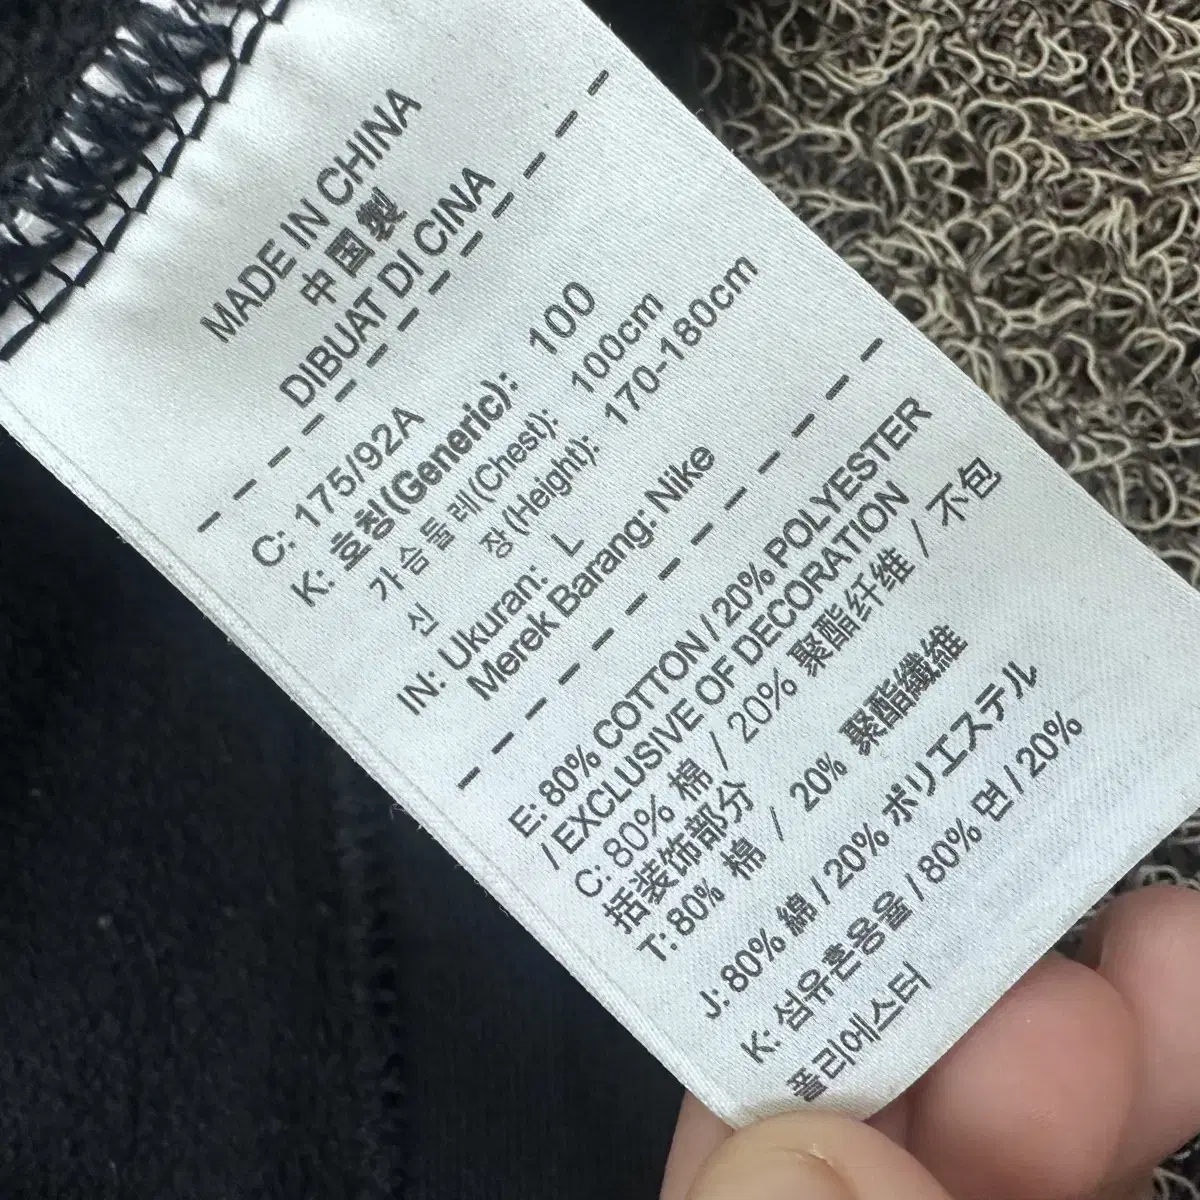 MADE IN CHINA
中国製
DIBUAT DI CINA
C: 175/92A
K: 호칭(Generic): 100
가슴둘레(Chest): 100cm
신 장(Height): 170-180cm
IN: Ukuran: L
Merek Barang: Nike
E: 80% COTTON / 20% POLYESTER
/ EXCLUSIVE OF DECORATION
C: 80% 棉 / 20% 聚酯纤维 / 不包
括装饰部分
T: 80% 棉 / 20% 聚酯纖維
J: 80% 綿 / 20% ポリエステル
K: 섬유혼용율 / 80% 면 / 20%
폴리에스터